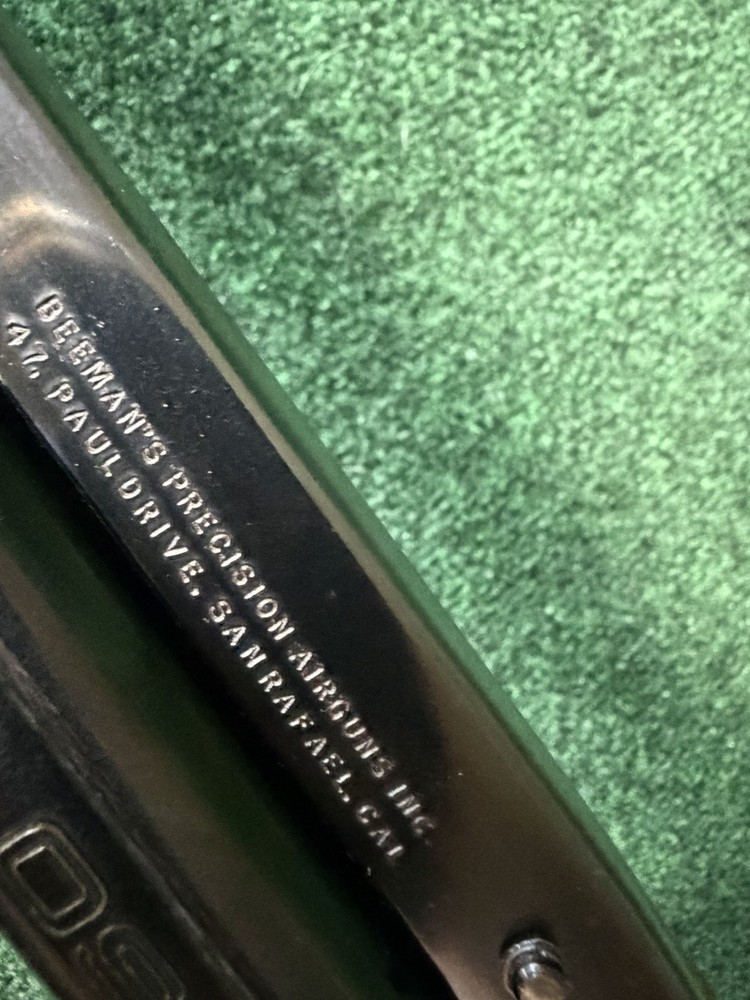 BEEMAN'S PRECISION AIRGUNS INC.
47, PAUL DRIVE, SAN RAFAEL, CAL